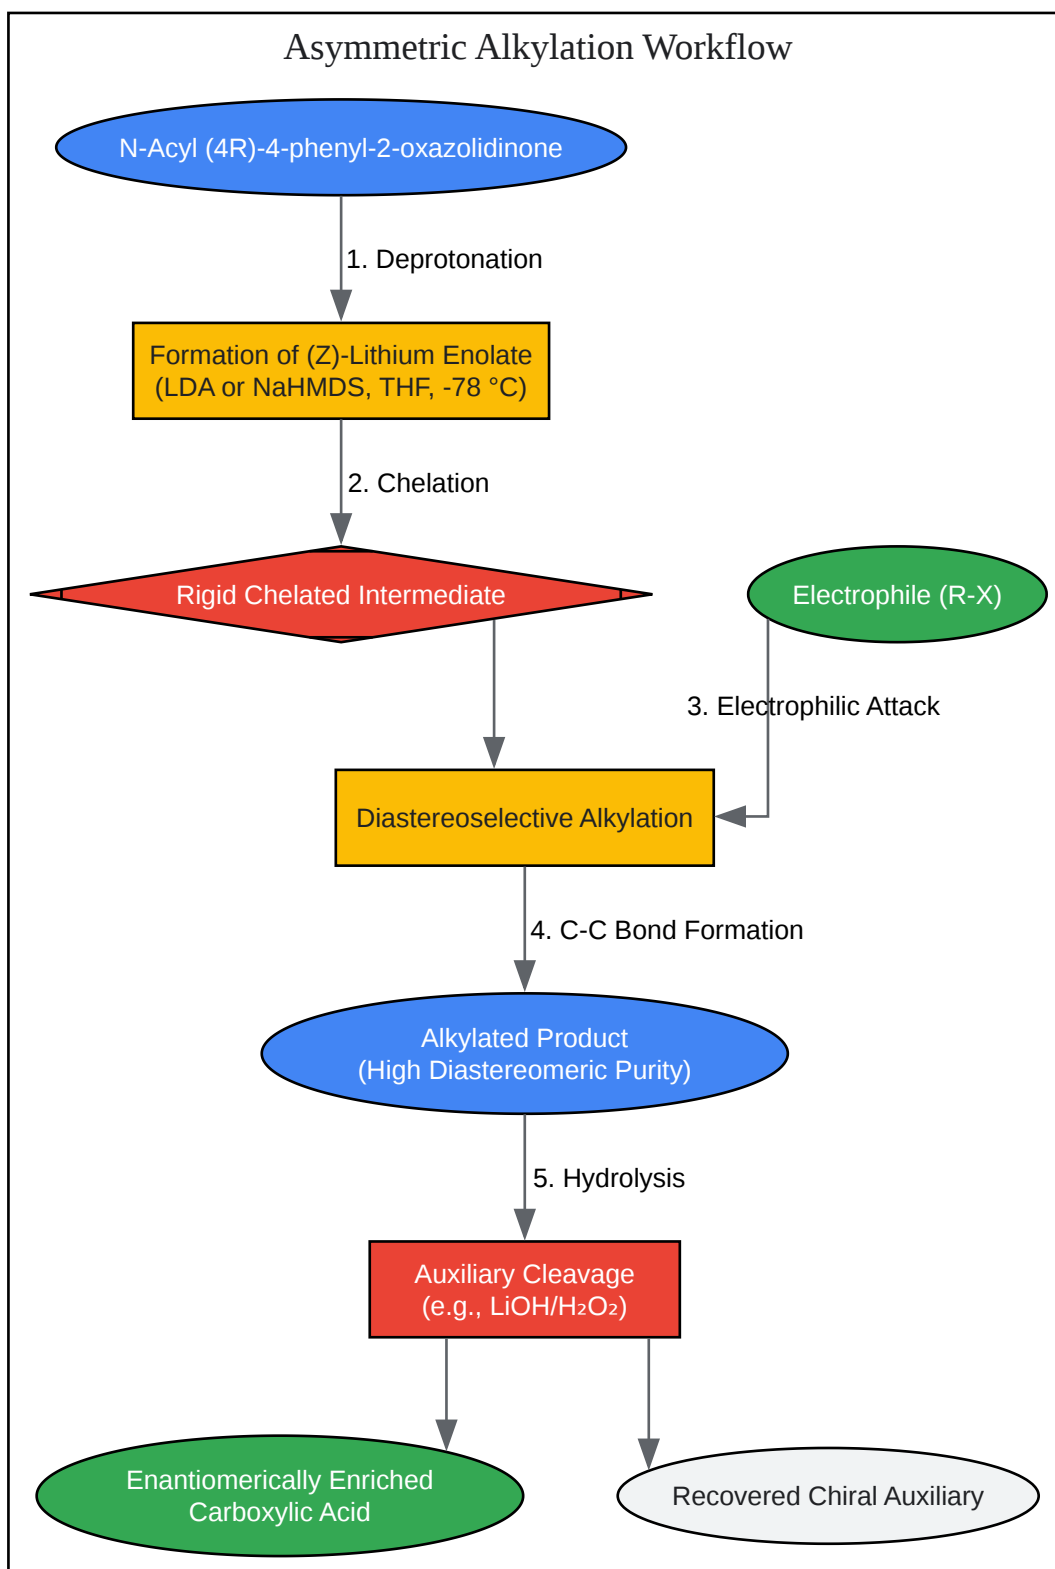 Asymmetric Alkylation Workflow
N-Acyl (4R)-4-phenyl-2-oxazolidinone
1. Deprotonation
Formation of (Z)-Lithium Enolate
(LDA or NaHMDS, THF, -78 °C)
2. Chelation
Rigid Chelated Intermediate
Electrophile (R-X)
3. Electrophilic Attack
Diastereoselective Alkylation
4. C-C Bond Formation
Alkylated Product
(High Diastereomeric Purity)
5. Hydrolysis
Auxiliary Cleavage
(e.g., LiOH/H₂O₂)
Enantiomerically Enriched
Carboxylic Acid
Recovered Chiral Auxiliary